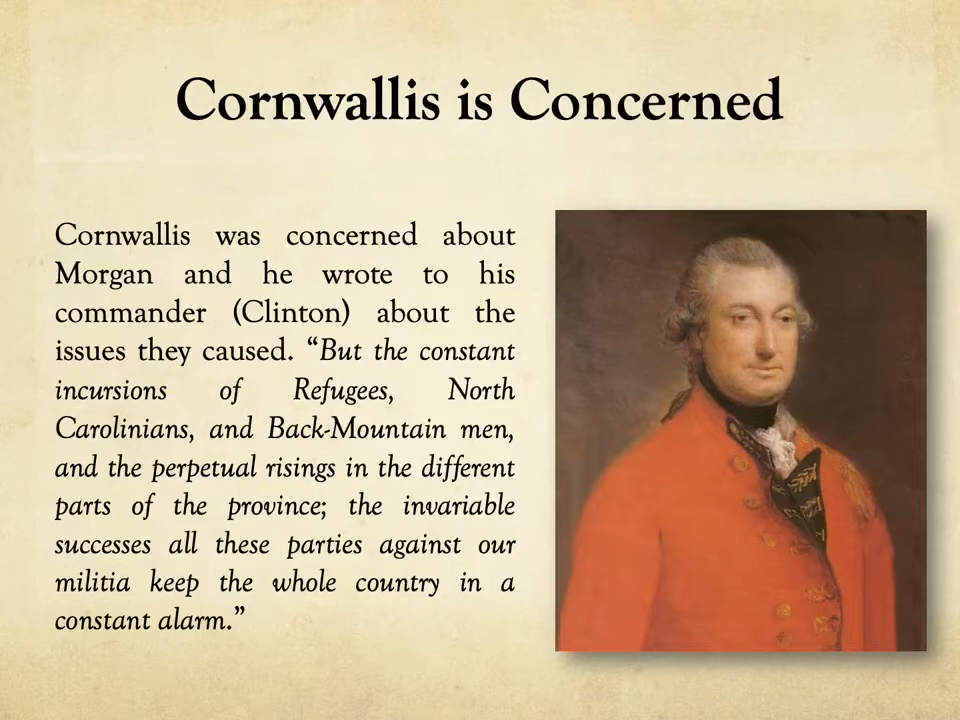 Cornwallis is Concerned
Cornwallis was concerned about
Morgan and he wrote to his
commander (Clinton) about the
issues they caused. “But the constant
incursions of Refugees, North
Carolinians, and Back-Mountain men,
and the perpetual risings in the different
parts of the province; the invariable
successes all these parties against our
militia keep the whole country in a
constant alarm.”